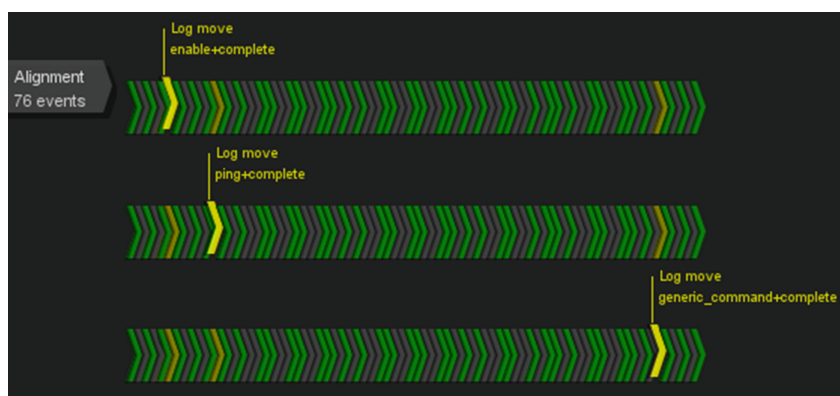 Log move
enable+complete
Alignment
76 events
Log move
ping+complete
Log move
generic_command+complete